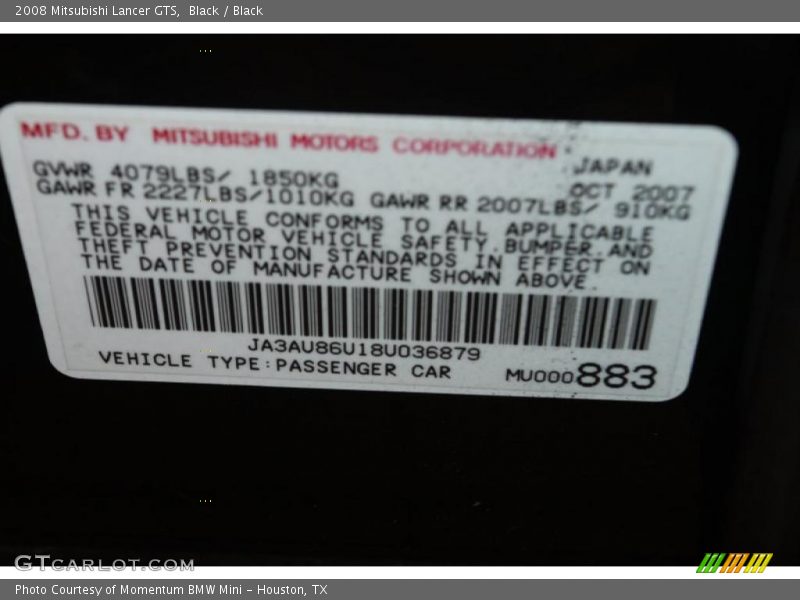 2008 Mitsubishi Lancer GTS,  Black / Black
MFD. BY MITSUBISHI MOTORS CORPORATION
JAPAN
GVWR 4079LBS/ 1850KG
OCT 2007
GAWR FR 2227LBS/1010KG GAWR RR 2007LBS/ 910KG
THIS VEHICLE CONFORMS TO ALL APPLICABLE
FEDERAL MOTOR VEHICLE SAFETY.BUMPER.AND
THEFT PREVENTION STANDARDS IN EFFECT ON
THE DATE OF MANUFACTURE SHOWN ABOVE.
JA3AU86U18U036879
VEHICLE TYPE:PASSENGER CAR
MU000883
GTCARLOT.COM
Photo Courtesy of Momentum BMW Mini - Houston, TX